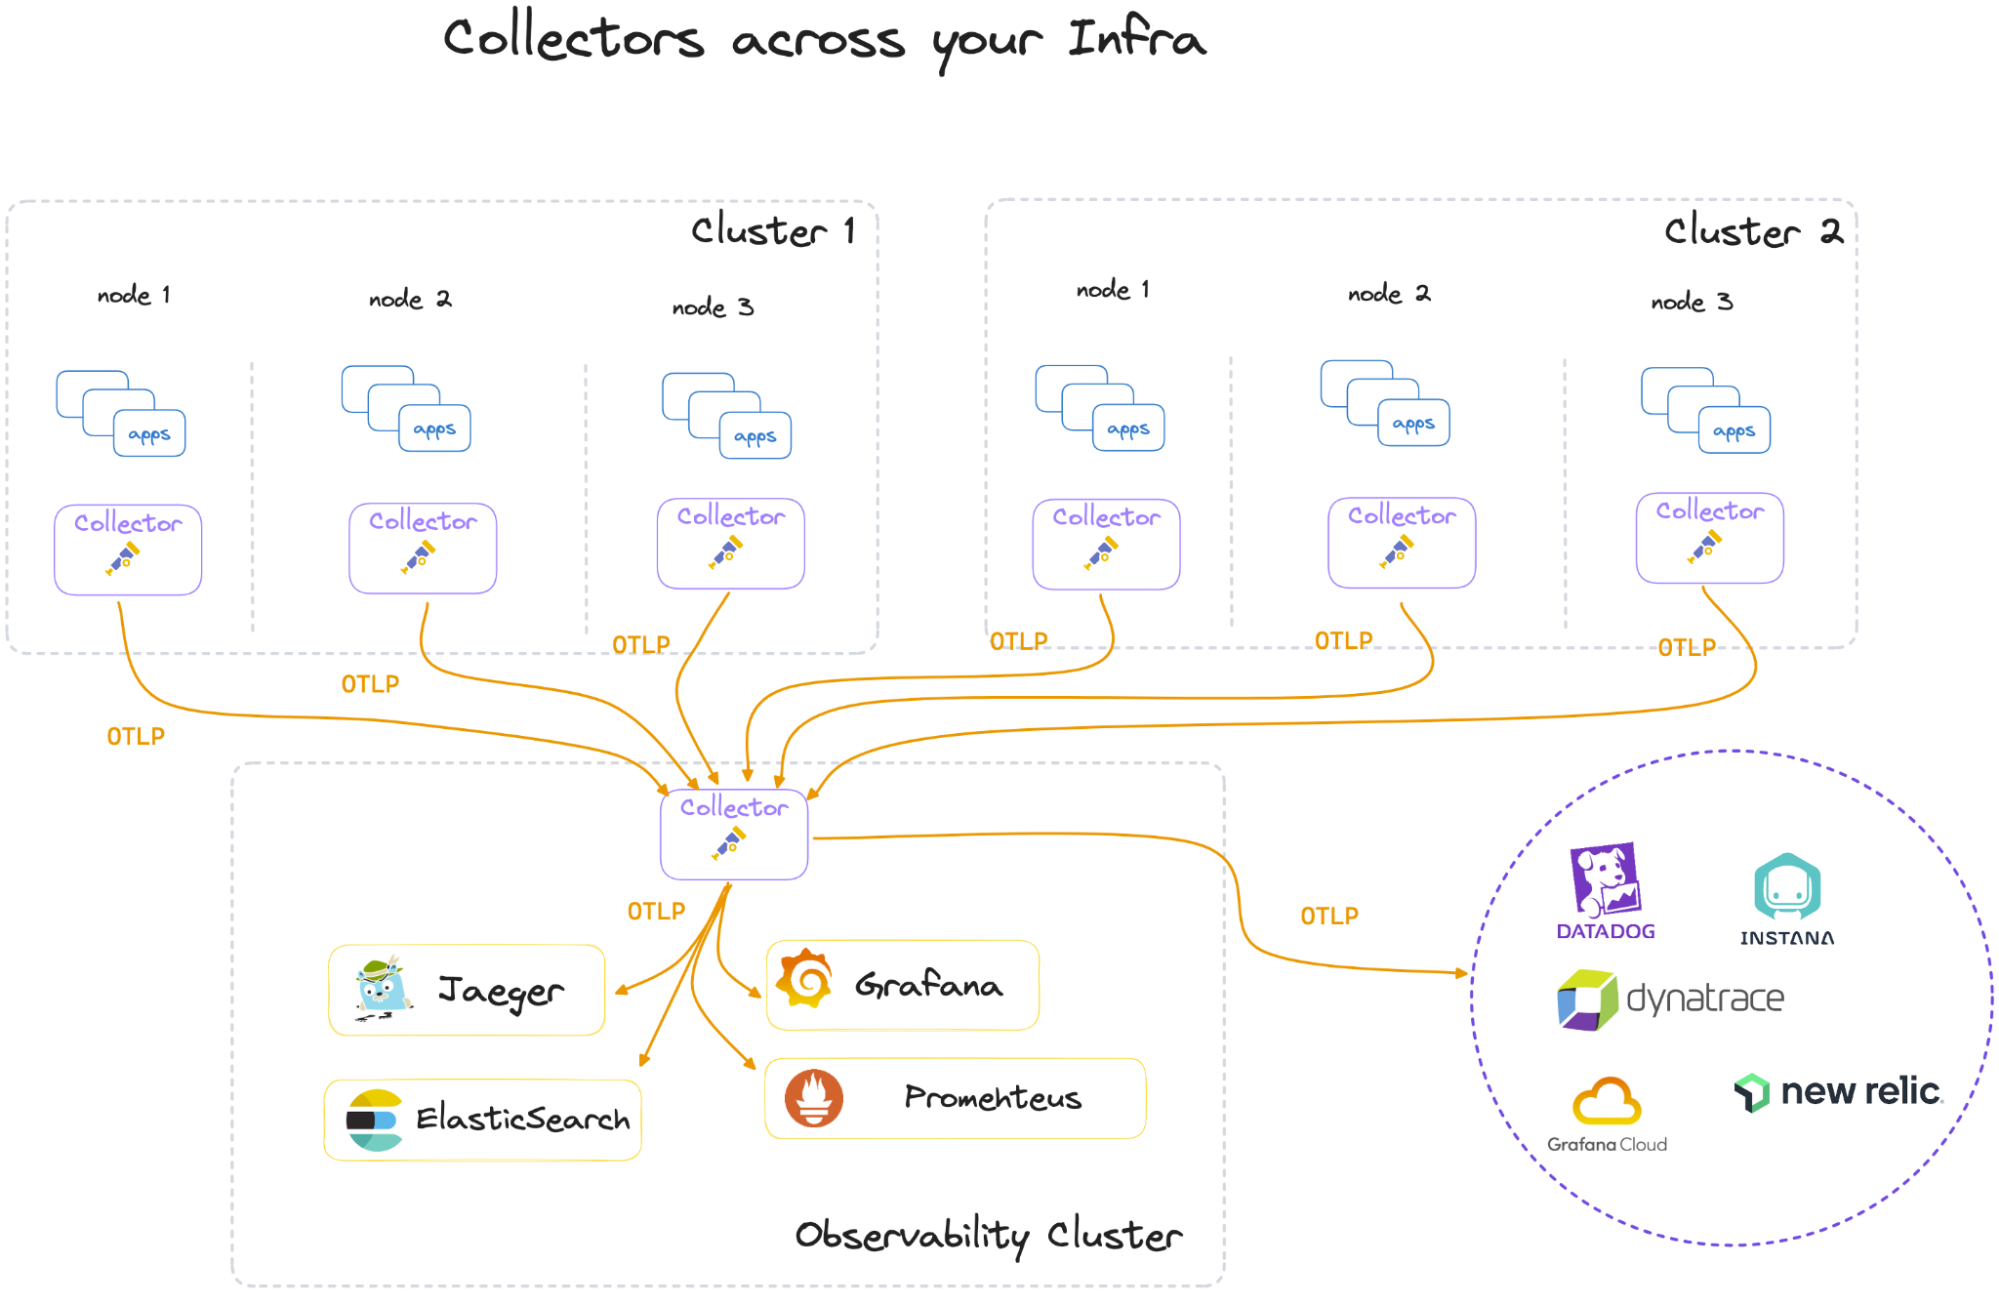 Collectors across your Infra
Cluster 1
node 1
node 2
node 3
apps
apps
apps
Collector
Collector
Collector
OTLP
OTLP
OTLP
Cluster 2
node 1
node 2
node 3
apps
apps
apps
Collector
Collector
Collector
OTLP
OTLP
OTLP
Collector
OTLP
Jaeger
Grafana
ElasticSearch
Promehteus
Observability Cluster
OTLP
DATADOG
INSTANA
dynatrace
new relic
Grafana Cloud